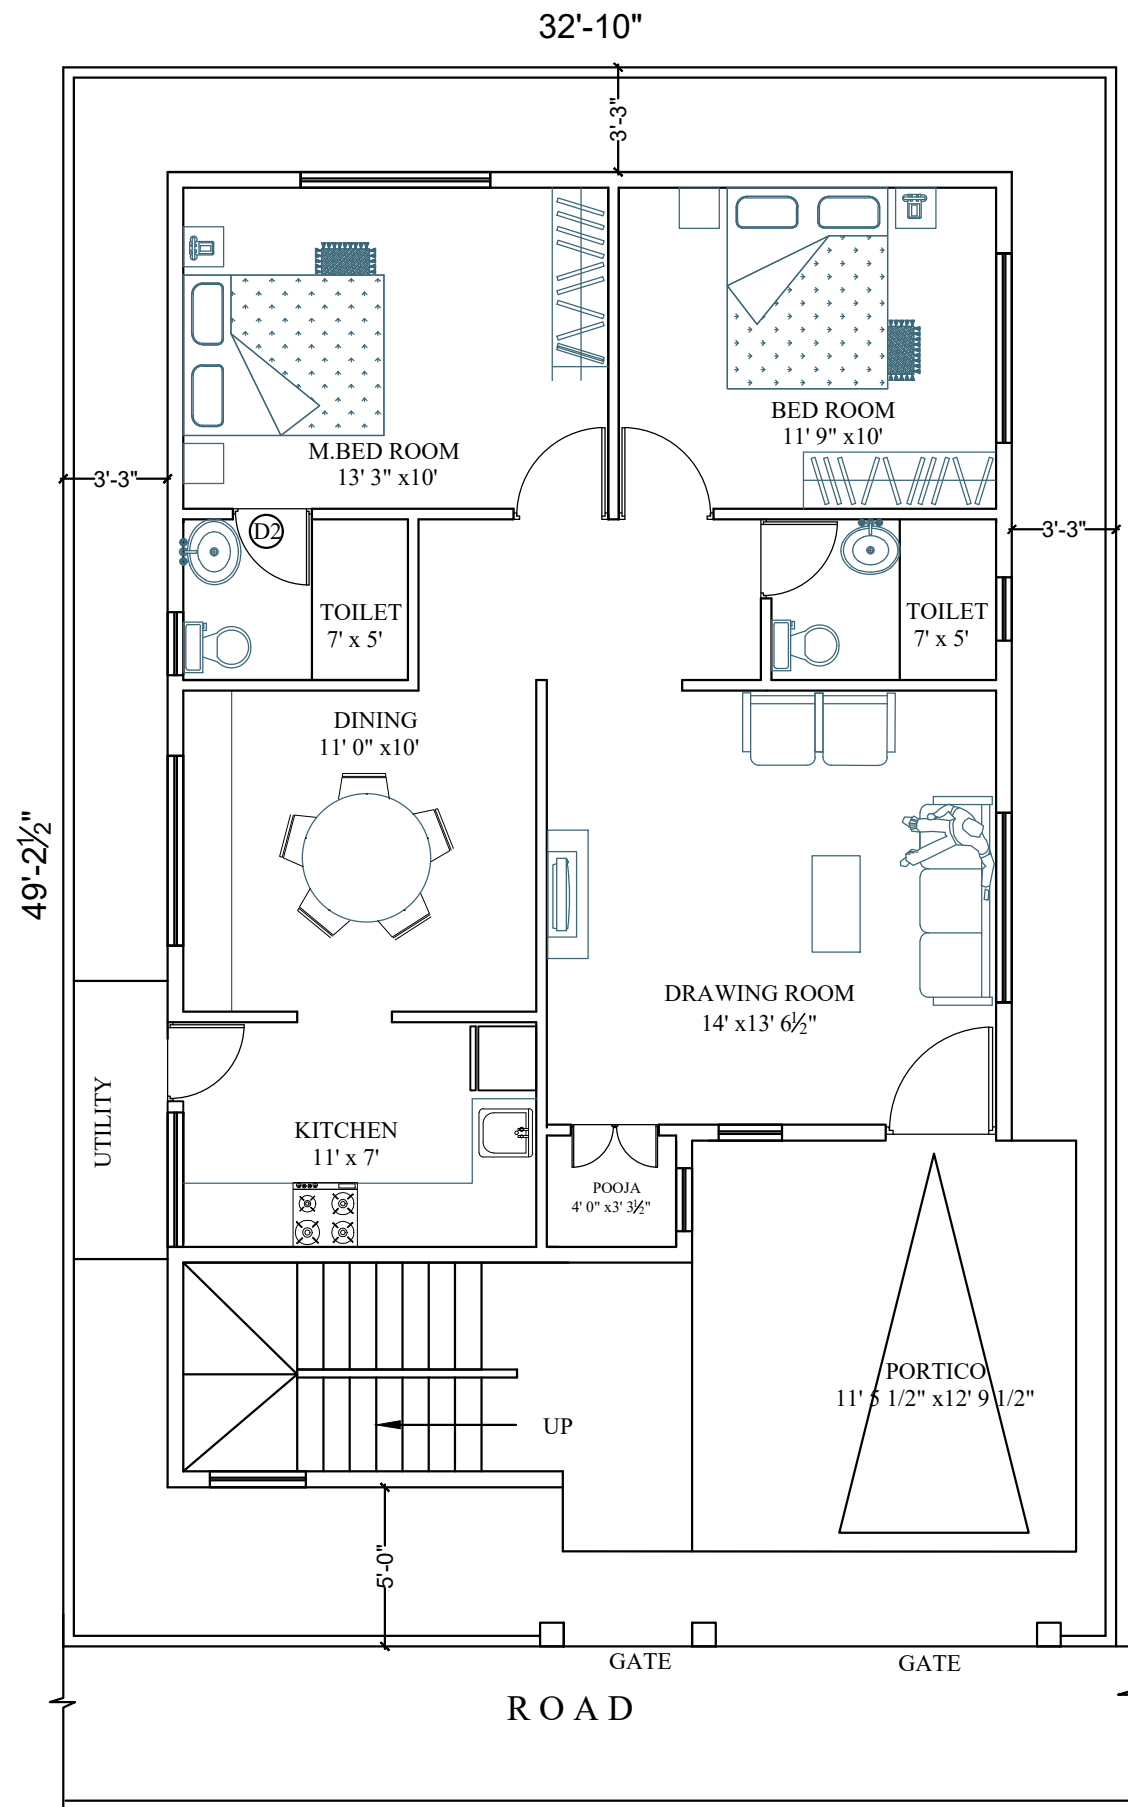 32'-10"
3'-3"
BED ROOM
11' 9" x10'
M.BED ROOM
13' 3" x10'
3'-3"
3'-3"
D2
TOILET
7' x 5'
TOILET
7' x 5'
DINING
11' 0" x10'
49'-2½"
DRAWING ROOM
14' x13' 6½"
UTILITY
KITCHEN
11' x 7'
POOJA
4' 0" x3' 3½"
PORTICO
11' 5 1/2" x12' 9 1/2"
UP
5'-0"
GATE
GATE
ROAD